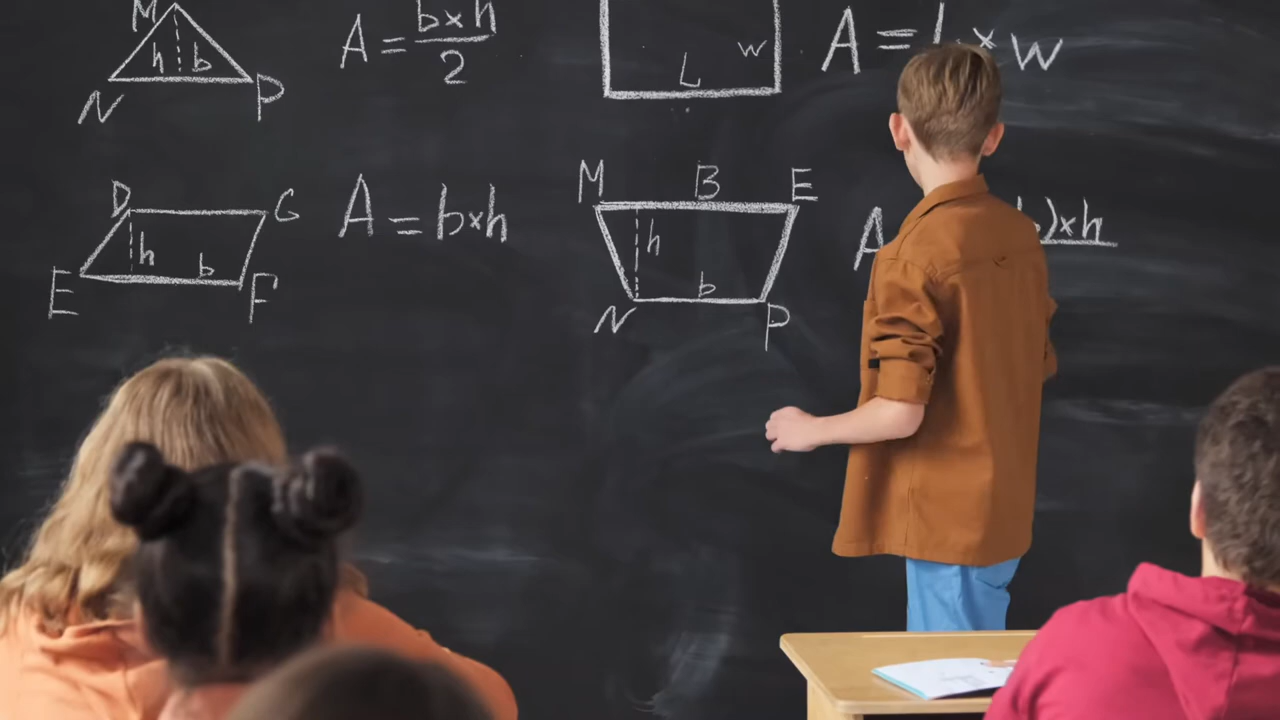 M
h b
N P
A = b×h/2
L w
A = L × w
D G
h
b
E F
A = b×h
M B E
h
b
N P
A b)×h